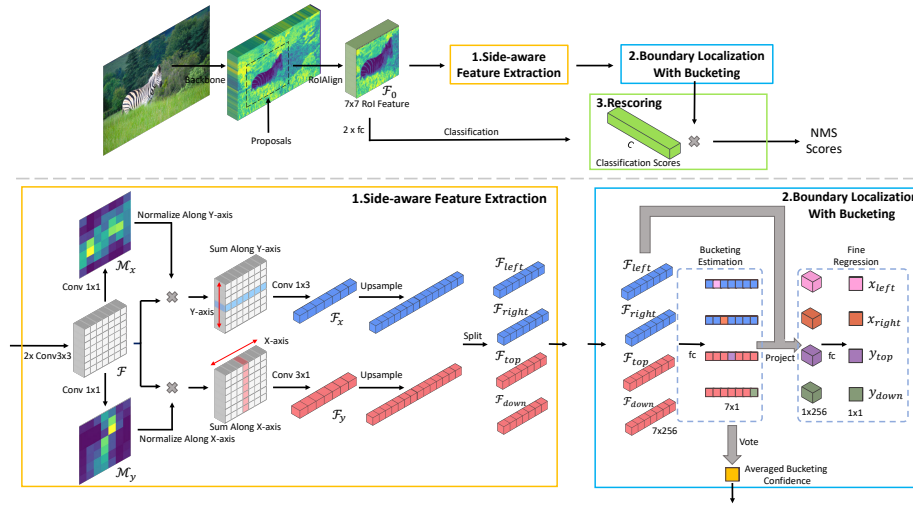 Backbone
RoIAlign
Proposals
ℱ₀
7x7 RoI Feature
2 x fc
Classification
1.Side-aware
Feature Extraction
2.Boundary Localization
With Bucketing
3.Rescoring
C
Classification Scores
NMS
Scores
1.Side-aware Feature Extraction
Normalize Along Y-axis
ℳ𝑥
Conv 1x1
2x Conv3x3
ℱ
Conv 1x1
ℳ𝑦
Normalize Along X-axis
Sum Along Y-axis
Y-axis
X-axis
Sum Along X-axis
Conv 1x3
ℱ𝑥
Upsample
Conv 3x1
ℱ𝑦
Upsample
Split
ℱ𝑙𝑒𝑓𝑡
ℱ𝑟𝑖𝑔ℎ𝑡
ℱ𝑡𝑜𝑝
ℱ𝑑𝑜𝑤𝑛
2.Boundary Localization
With Bucketing
ℱ𝑙𝑒𝑓𝑡
ℱ𝑟𝑖𝑔ℎ𝑡
ℱ𝑡𝑜𝑝
ℱ𝑑𝑜𝑤𝑛
7x256
fc
Bucketing
Estimation
7x1
Project
Fine
Regression
fc
𝑥𝑙𝑒𝑓𝑡
𝑥𝑟𝑖𝑔ℎ𝑡
𝑦𝑡𝑜𝑝
𝑦𝑑𝑜𝑤𝑛
1x256
1x1
Vote
Averaged Bucketing
Confidence